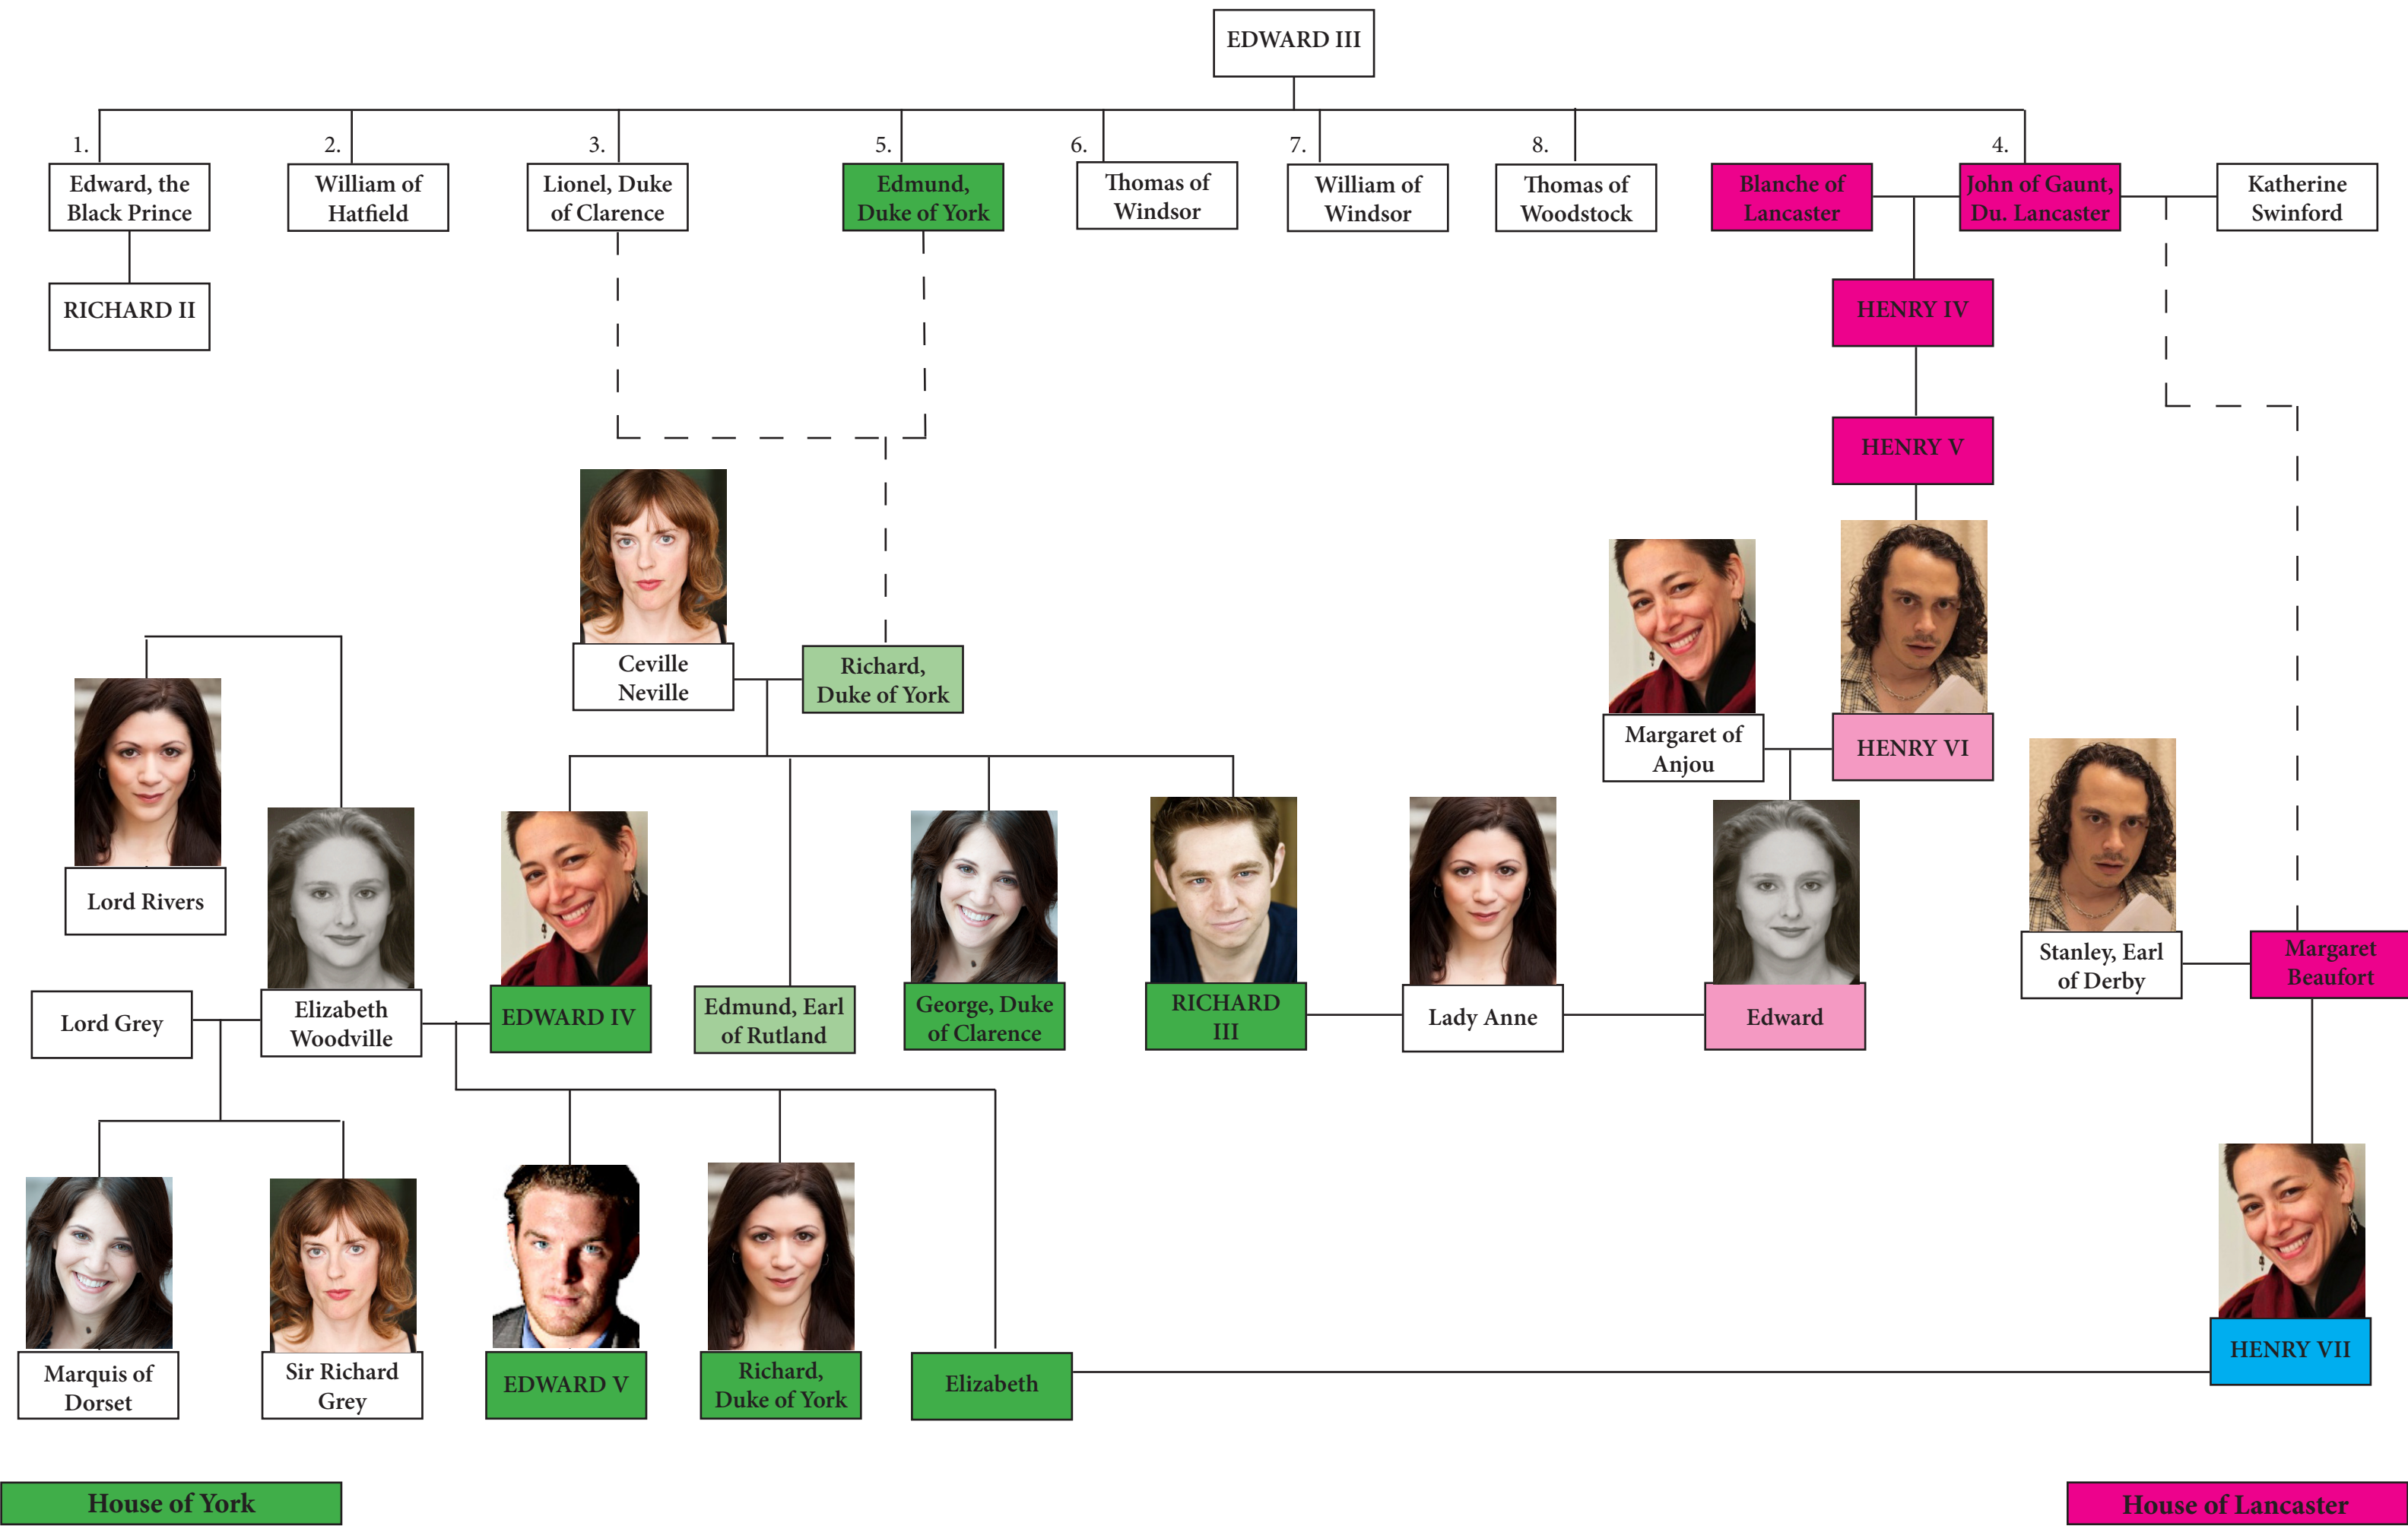 EDWARD III
1.
2.
3.
5.
6.
7.
8.
4.
Edward, the
Black Prince
William of
Hatfield
Lionel, Duke
of Clarence
Edmund,
Duke of York
Thomas of
Windsor
William of
Windsor
Thomas of
Woodstock
Blanche of
Lancaster
John of Gaunt,
Du. Lancaster
Katherine
Swinford
RICHARD II
HENRY IV
HENRY V
Ceville
Neville
Richard,
Duke of York
Margaret of
Anjou
HENRY VI
Lord Rivers
Stanley, Earl
of Derby
Margaret
Beaufort
Lord Grey
Elizabeth
Woodville
EDWARD IV
Edmund, Earl
of Rutland
George, Duke
of Clarence
RICHARD
III
Lady Anne
Edward
Marquis of
Dorset
Sir Richard
Grey
EDWARD V
Richard,
Duke of York
Elizabeth
HENRY VII
House of York
House of Lancaster